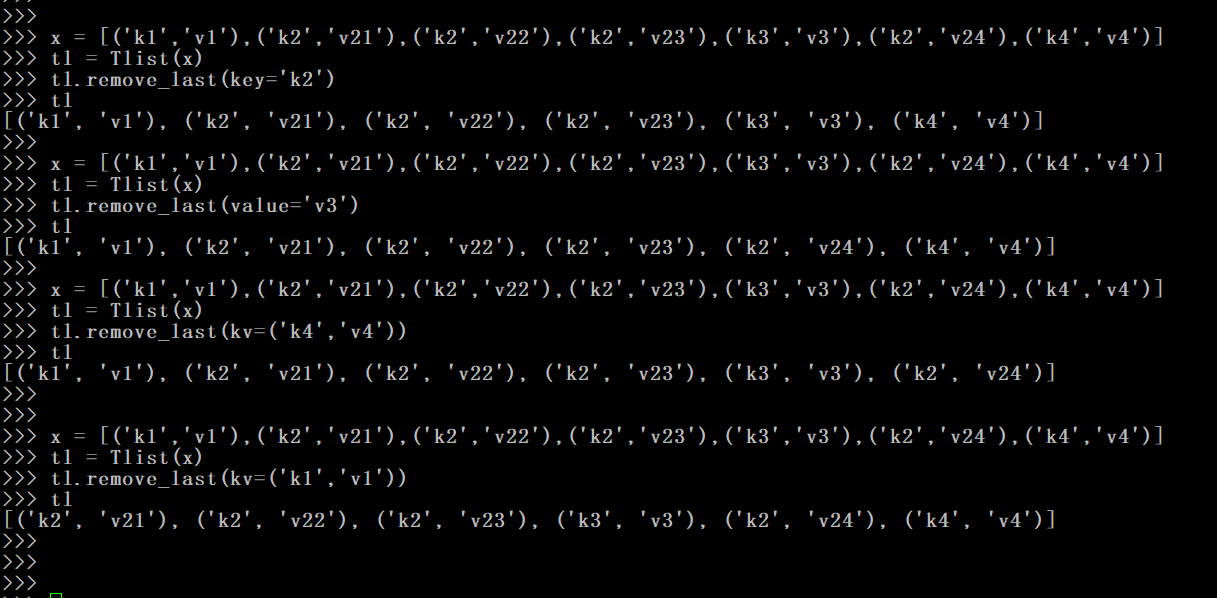 >>>
>>> x = [('k1','v1'),('k2','v21'),('k2','v22'),('k2','v23'),('k3','v3'),('k2','v24'),('k4','v4')]
>>> tl = Tlist(x)
>>> tl.remove_last(key='k2')
>>> tl
[('k1', 'v1'), ('k2', 'v21'), ('k2', 'v22'), ('k2', 'v23'), ('k3', 'v3'), ('k4', 'v4')]
>>>
>>> x = [('k1','v1'),('k2','v21'),('k2','v22'),('k2','v23'),('k3','v3'),('k2','v24'),('k4','v4')]
>>> tl = Tlist(x)
>>> tl.remove_last(value='v3')
>>> tl
[('k1', 'v1'), ('k2', 'v21'), ('k2', 'v22'), ('k2', 'v23'), ('k2', 'v24'), ('k4', 'v4')]
>>>
>>> x = [('k1','v1'),('k2','v21'),('k2','v22'),('k2','v23'),('k3','v3'),('k2','v24'),('k4','v4')]
>>> tl = Tlist(x)
>>> tl.remove_last(kv=('k4','v4'))
>>> tl
[('k1', 'v1'), ('k2', 'v21'), ('k2', 'v22'), ('k2', 'v23'), ('k3', 'v3'), ('k2', 'v24')]
>>>
>>>
>>> x = [('k1','v1'),('k2','v21'),('k2','v22'),('k2','v23'),('k3','v3'),('k2','v24'),('k4','v4')]
>>> tl = Tlist(x)
>>> tl.remove_last(kv=('k1','v1'))
>>> tl
[('k2', 'v21'), ('k2', 'v22'), ('k2', 'v23'), ('k3', 'v3'), ('k2', 'v24'), ('k4', 'v4')]
>>>
>>>
>>>